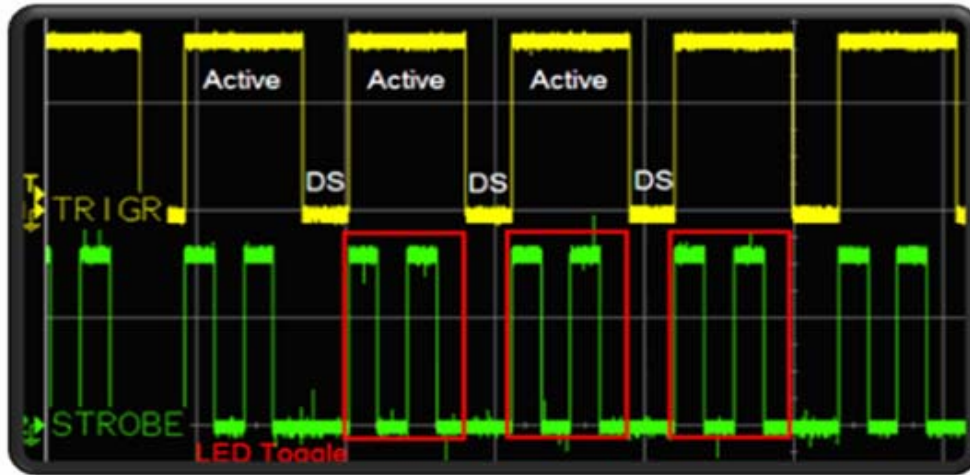 Active Active Active
DS DS DS
T
TRIGR
STROBE
LED Toggle